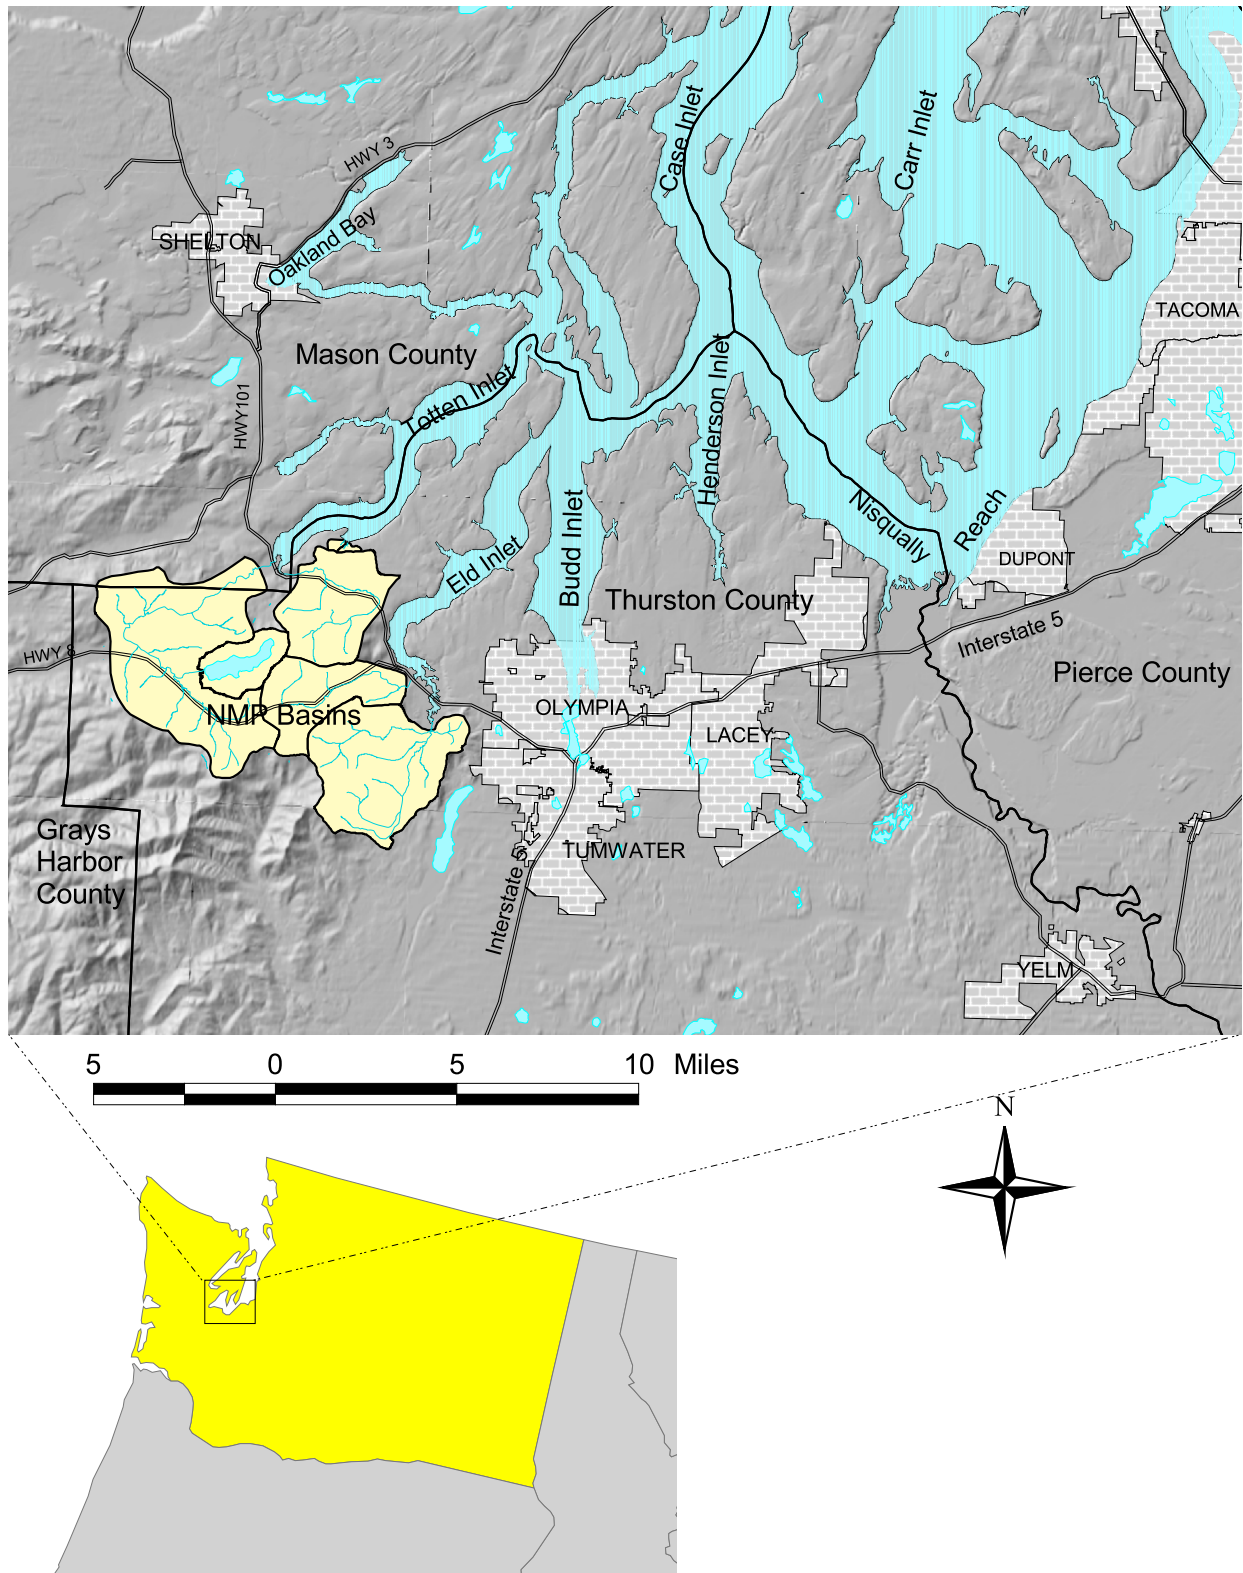 HWY 3
Case Inlet
Carr Inlet
SHELTON
Oakland Bay
TACOMA
Mason County
Totten Inlet
Henderson Inlet
HWY101
Nisqually
Reach
Budd Inlet
Eld Inlet
DUPONT
Thurston County
Interstate 5
HWY 8
Pierce County
NMP Basins
OLYMPIA
LACEY
Grays
Harbor
County
TUMWATER
Interstate 5
YELM
5 0 5 10 Miles
N